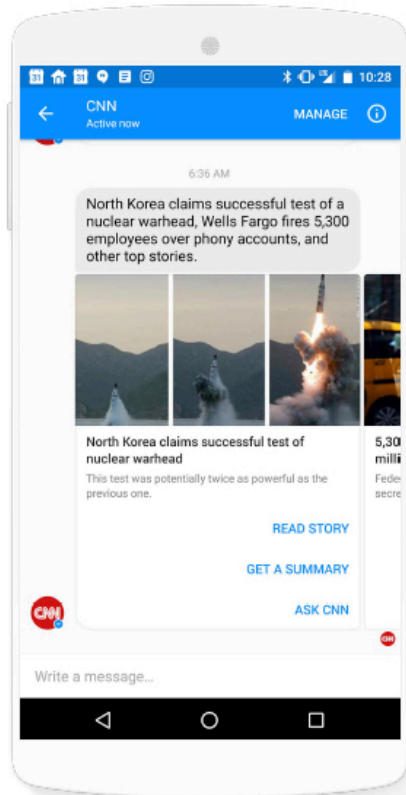 31 31 10:28
CNN
Active now
MANAGE
6:36 AM
North Korea claims successful test of a
nuclear warhead, Wells Fargo fires 5,300
employees over phony accounts, and
other top stories.
North Korea claims successful test of
nuclear warhead
This test was potentially twice as powerful as the
previous one.
READ STORY
GET A SUMMARY
ASK CNN
5,30
milli
Fede
secre
CNN
CNN
Write a message...